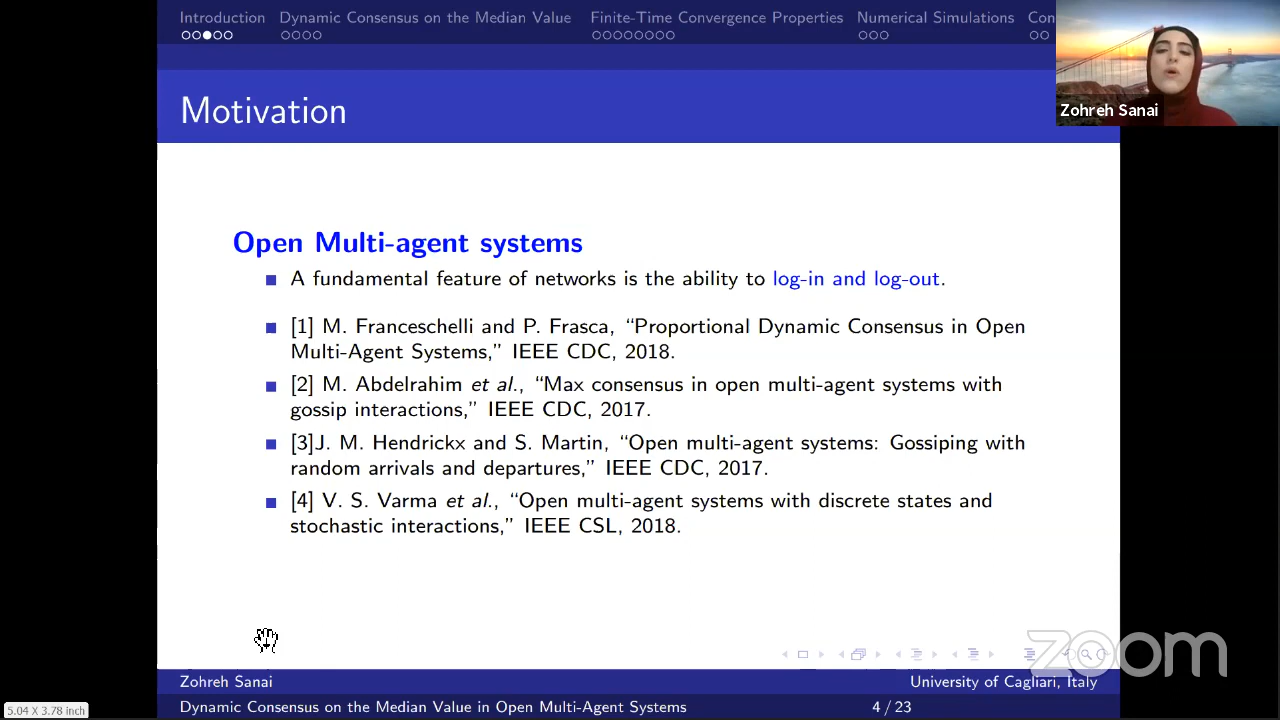 Introduction Dynamic Consensus on the Median Value Finite-Time Convergence Properties Numerical Simulations Con
Zohreh Sanai
Motivation
Open Multi-agent systems
A fundamental feature of networks is the ability to log-in and log-out.
[1] M. Franceschelli and P. Frasca, “Proportional Dynamic Consensus in Open
Multi-Agent Systems,” IEEE CDC, 2018.
[2] M. Abdelrahim et al., “Max consensus in open multi-agent systems with
gossip interactions,” IEEE CDC, 2017.
[3]J. M. Hendrickx and S. Martin, “Open multi-agent systems: Gossiping with
random arrivals and departures,” IEEE CDC, 2017.
[4] V. S. Varma et al., “Open multi-agent systems with discrete states and
stochastic interactions,” IEEE CSL, 2018.
zoom
Zohreh Sanai University of Cagliari, Italy
Dynamic Consensus on the Median Value in Open Multi-Agent Systems 4 / 23
5.04 X 3.78 inch